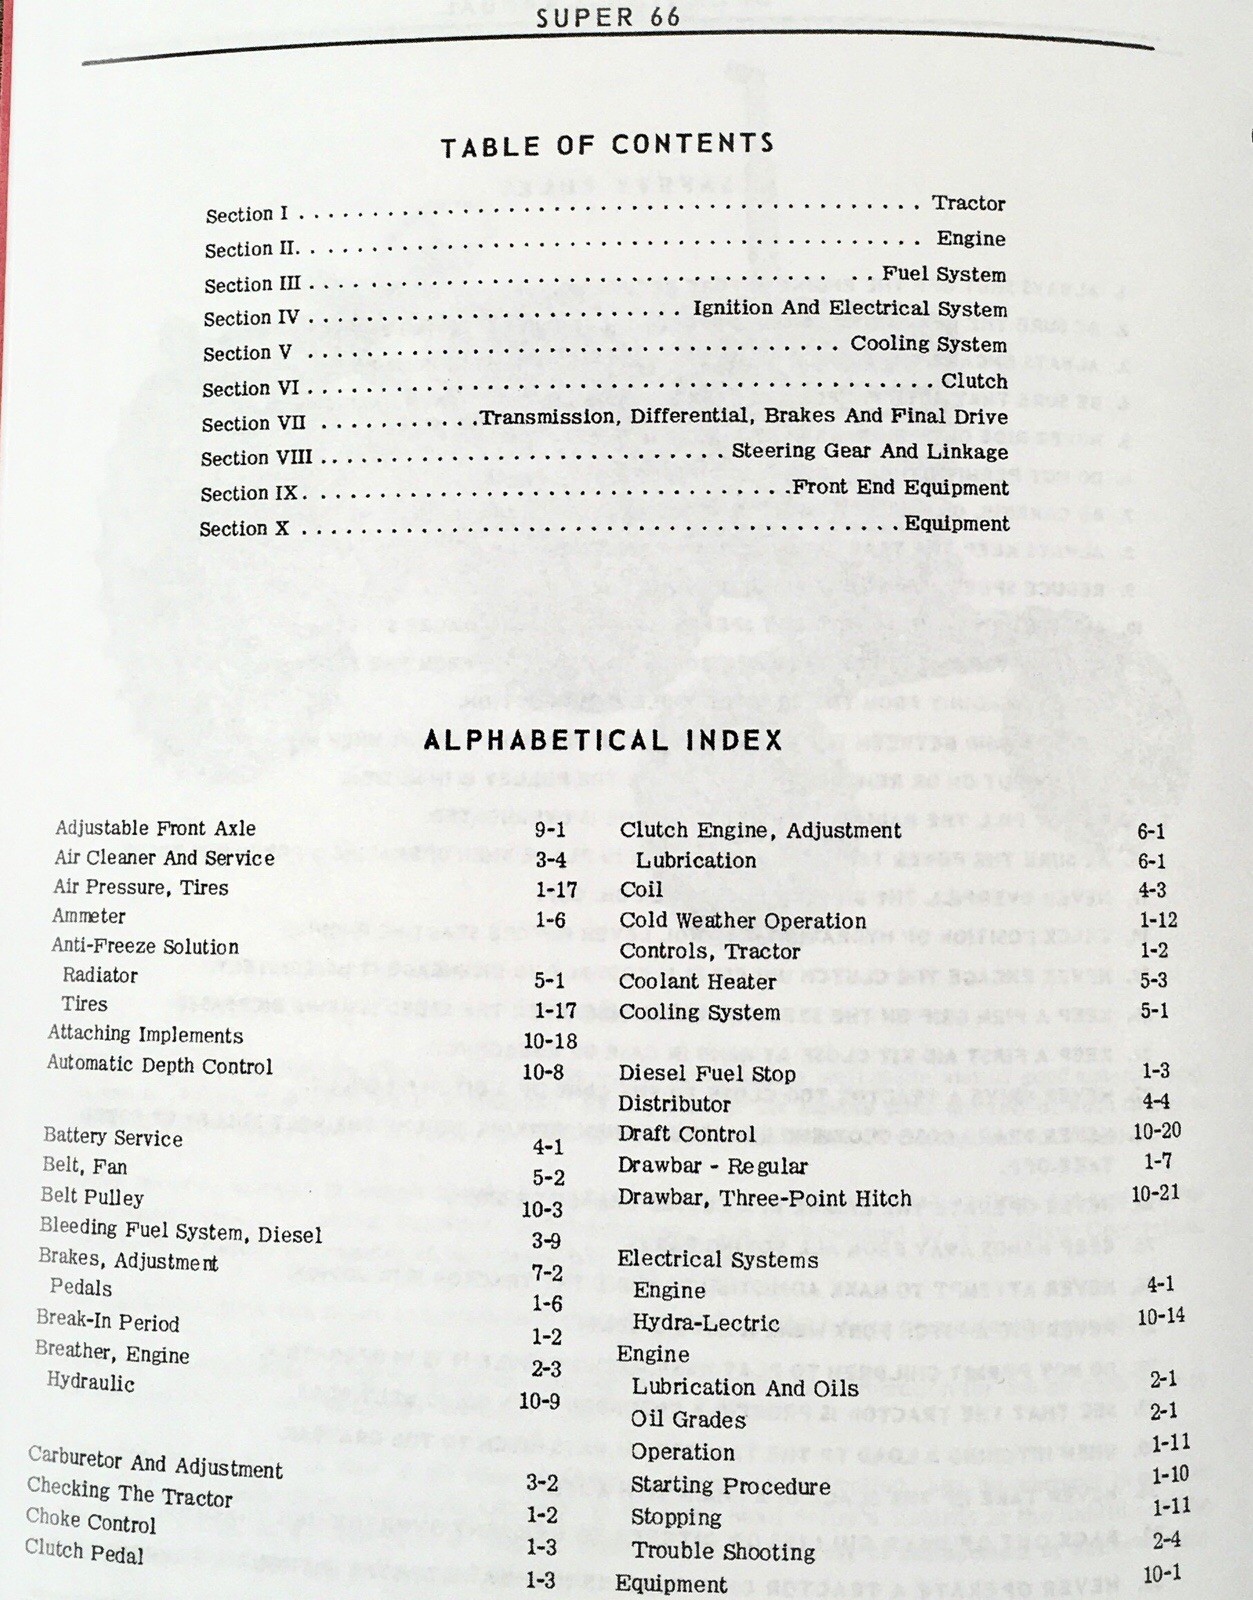 SUPER 66
TABLE OF CONTENTS
Section I . . . . . . . . . . . . . . . . . . . . . . . . . . . . . . . . . . . . . . . . . . . Tractor
Section II. . . . . . . . . . . . . . . . . . . . . . . . . . . . . . . . . . . . . . . . . . . Engine
Section III . . . . . . . . . . . . . . . . . . . . . . . . . . . . . . . . . . . . . . Fuel System
Section IV . . . . . . . . . . . . . . . . . . . . . . . . . . Ignition And Electrical System
Section V . . . . . . . . . . . . . . . . . . . . . . . . . . . . . . . . . . . . . Cooling System
Section VI . . . . . . . . . . . . . . . . . . . . . . . . . . . . . . . . . . . . . . . . . . . Clutch
Section VII . . . . . . . . . . .Transmission, Differential, Brakes And Final Drive
Section VIII . . . . . . . . . . . . . . . . . . . . . . . . . . . . Steering Gear And Linkage
Section IX. . . . . . . . . . . . . . . . . . . . . . . . . . . . . . . . . .Front End Equipment
Section X . . . . . . . . . . . . . . . . . . . . . . . . . . . . . . . . . . . . . . . . . Equipment
ALPHABETICAL INDEX
Adjustable Front Axle 9-1
Air Cleaner And Service 3-4
Air Pressure, Tires 1-17
Ammeter 1-6
Anti-Freeze Solution
Radiator 5-1
Tires 1-17
Attaching Implements 10-18
Automatic Depth Control 10-8
Battery Service 4-1
Belt, Fan 5-2
Belt Pulley 10-3
Bleeding Fuel System, Diesel 3-9
Brakes, Adjustment 7-2
Pedals 1-6
Break-In Period 1-2
Breather, Engine 2-3
Hydraulic 10-9
Carburetor And Adjustment 3-2
Checking The Tractor 1-2
Choke Control 1-3
Clutch Pedal 1-3
Clutch Engine, Adjustment 6-1
Lubrication 6-1
Coil 4-3
Cold Weather Operation 1-12
Controls, Tractor 1-2
Coolant Heater 5-3
Cooling System 5-1
Diesel Fuel Stop 1-3
Distributor 4-4
Draft Control 10-20
Drawbar - Regular 1-7
Drawbar, Three-Point Hitch 10-21
Electrical Systems
Engine 4-1
Hydra-Lectric 10-14
Engine
Lubrication And Oils 2-1
Oil Grades 2-1
Operation 1-11
Starting Procedure 1-10
Stopping 1-11
Trouble Shooting 2-4
Equipment 10-1